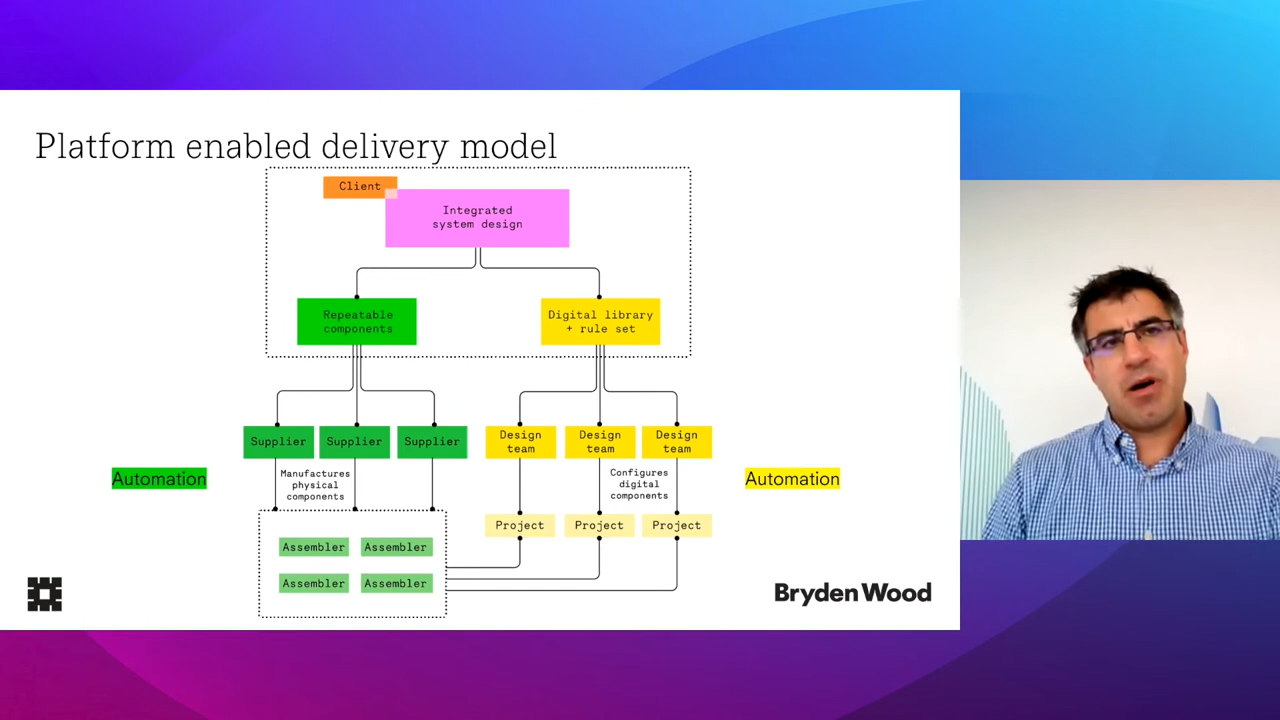 Platform enabled delivery model
Client
Integrated
system design
Repeatable
components
Digital library
+ rule set
Supplier
Supplier
Supplier
Design
team
Design
team
Design
team
Automation
Manufactures
physical
components
Configures
digital
components
Automation
Project
Project
Project
Assembler
Assembler
Assembler
Assembler
Bryden Wood